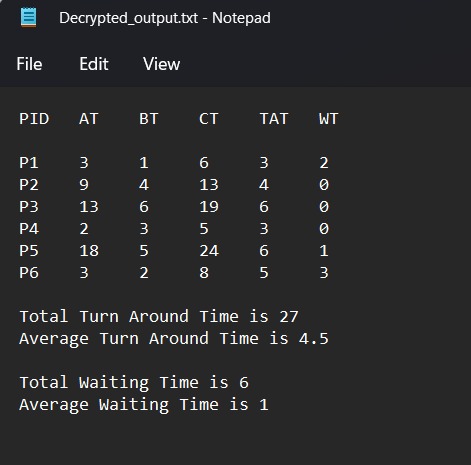 Decrypted_output.txt - Notepad
File Edit View
PID AT BT CT TAT WT
P1 3 1 6 3 2
P2 9 4 13 4 0
P3 13 6 19 6 0
P4 2 3 5 3 0
P5 18 5 24 6 1
P6 3 2 8 5 3
Total Turn Around Time is 27
Average Turn Around Time is 4.5
Total Waiting Time is 6
Average Waiting Time is 1